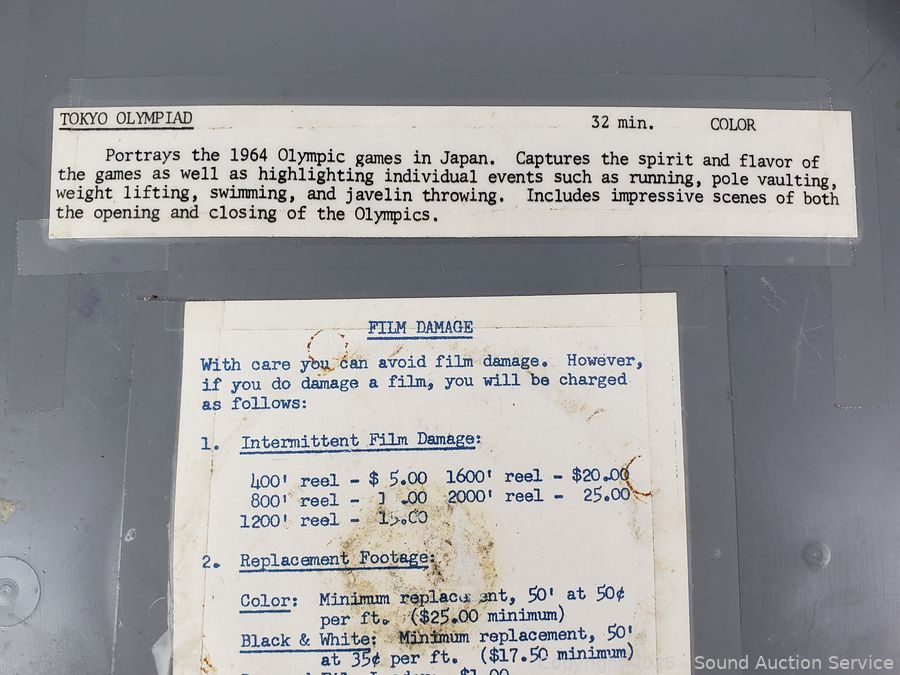 TOKYO OLYMPIAD 32 min. COLOR
Portrays the 1964 Olympic games in Japan. Captures the spirit and flavor of
the games as well as highlighting individual events such as running, pole vaulting,
weight lifting, swimming, and javelin throwing. Includes impressive scenes of both
the opening and closing of the Olympics.
FILM DAMAGE
With care you can avoid film damage. However,
if you do damage a film, you will be charged
as follows:
1. Intermittent Film Damage:
400' reel - $ 5.00 1600' reel - $20.00
800' reel - 2000' reel - 25.00
1200' reel - 15.00
2. Replacement Footage:
Color: Minimum replacement, 50' at 50¢
per ft. ($25.00 minimum)
Black & White: Minimum replacement, 50'
at 35¢ per ft. ($17.50 minimum)
$1.00
Sound Auction Service